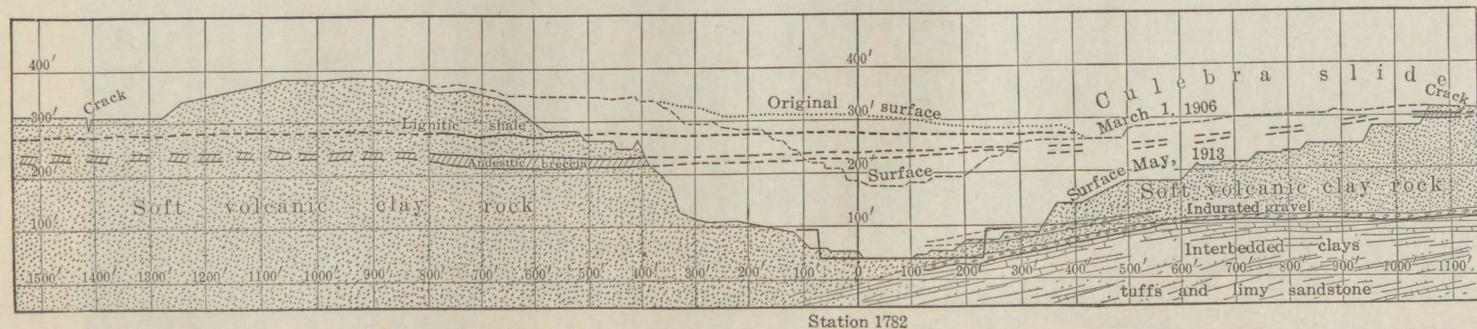 400′
400′
Culebra slide
Crack
Crack
Original surface
300′
300′
March 1, 1906
Lignitic shale
Andesitic breccia
200′
200′
Surface
Surface May, 1913
Soft volcanic clay rock
Soft volcanic clay rock
Indurated gravel
100′
100′
Interbedded clays
1500′ 1400′ 1300′ 1200′ 1100′ 1000′ 900′ 800′ 700′ 600′ 500′ 400′ 300′ 200′ 100′ 0 100′ 200′ 300′ 400′ 500′ 600′ 700′ 800′ 900′ 1000′ 1100′
tuffs and limy sandstone
Station 1782